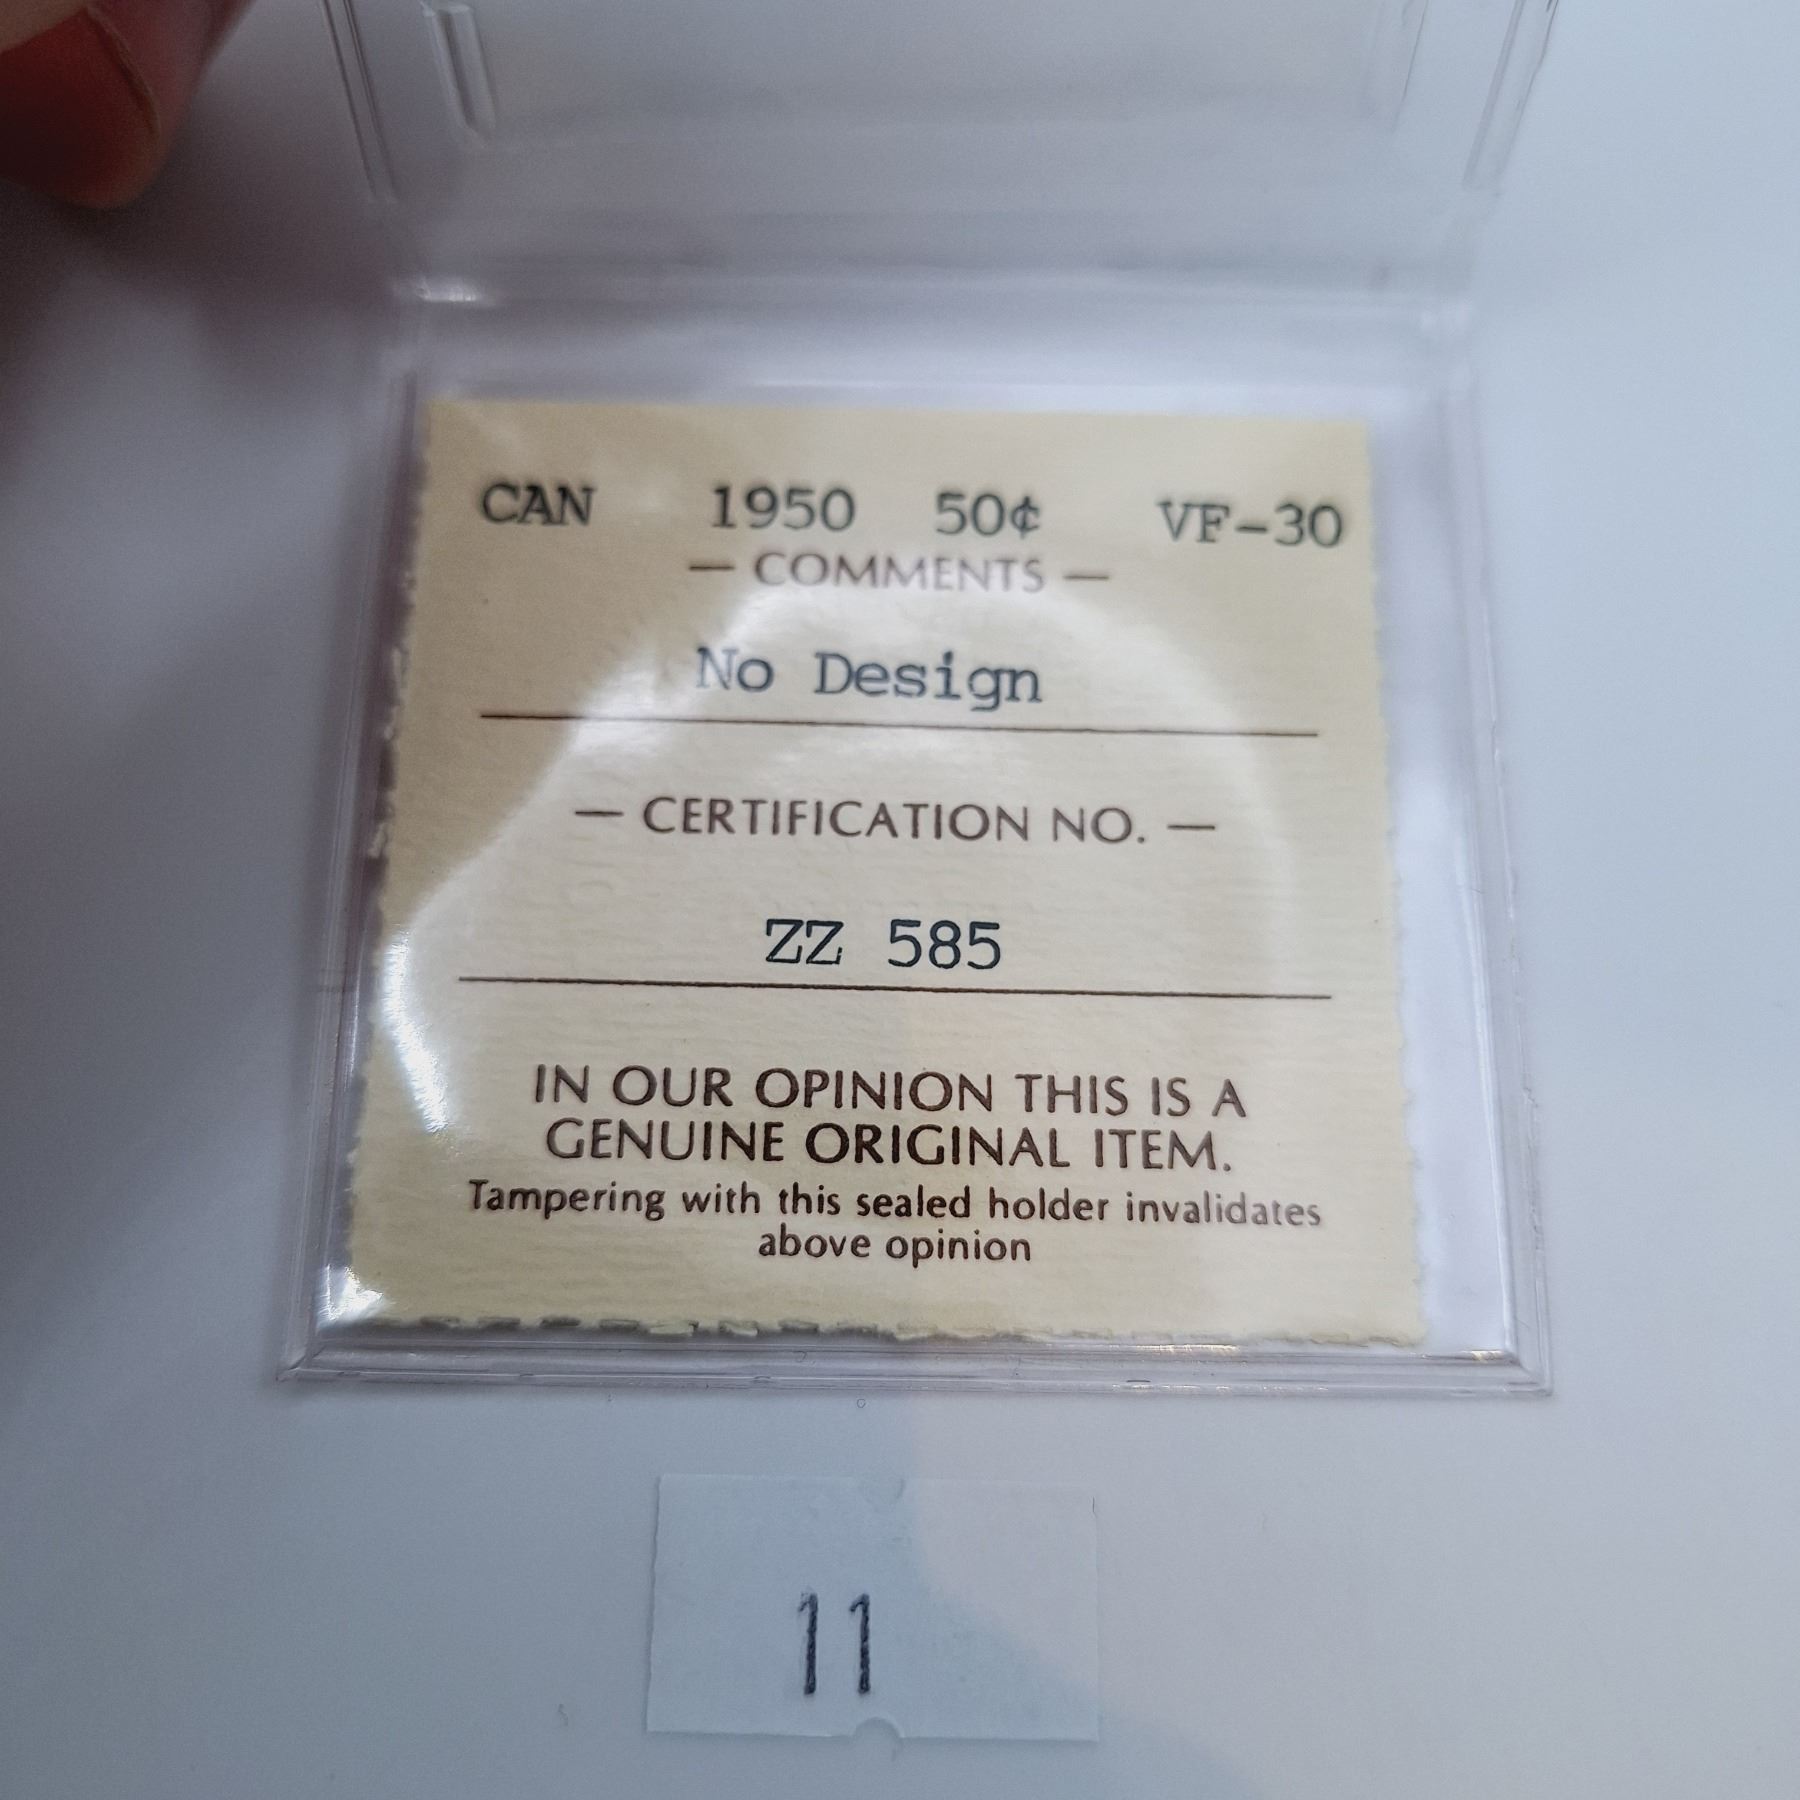 CAN 1950 50¢ VF-30
— COMMENTS —
No Design
— CERTIFICATION NO. —
ZZ 585
IN OUR OPINION THIS IS A
GENUINE ORIGINAL ITEM.
Tampering with this sealed holder invalidates
above opinion
11